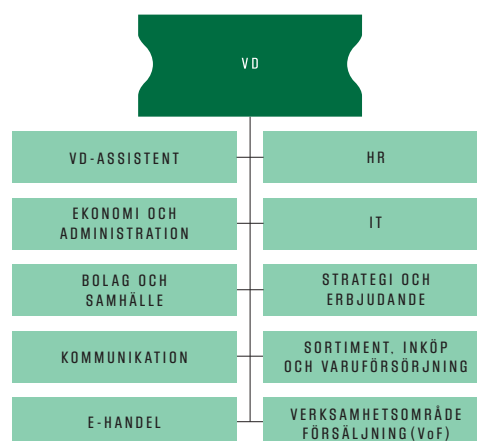 VD
VD-ASSISTENT
HR
EKONOMI OCH
ADMINISTRATION
IT
BOLAG OCH
SAMHÄLLE
STRATEGI OCH
ERBJUDANDE
KOMMUNIKATION
SORTIMENT, INKÖP
OCH VARUFÖRSÖRJNING
E-HANDEL
VERKSAMHETSOMRÅDE
FÖRSÄLJNING (VoF)